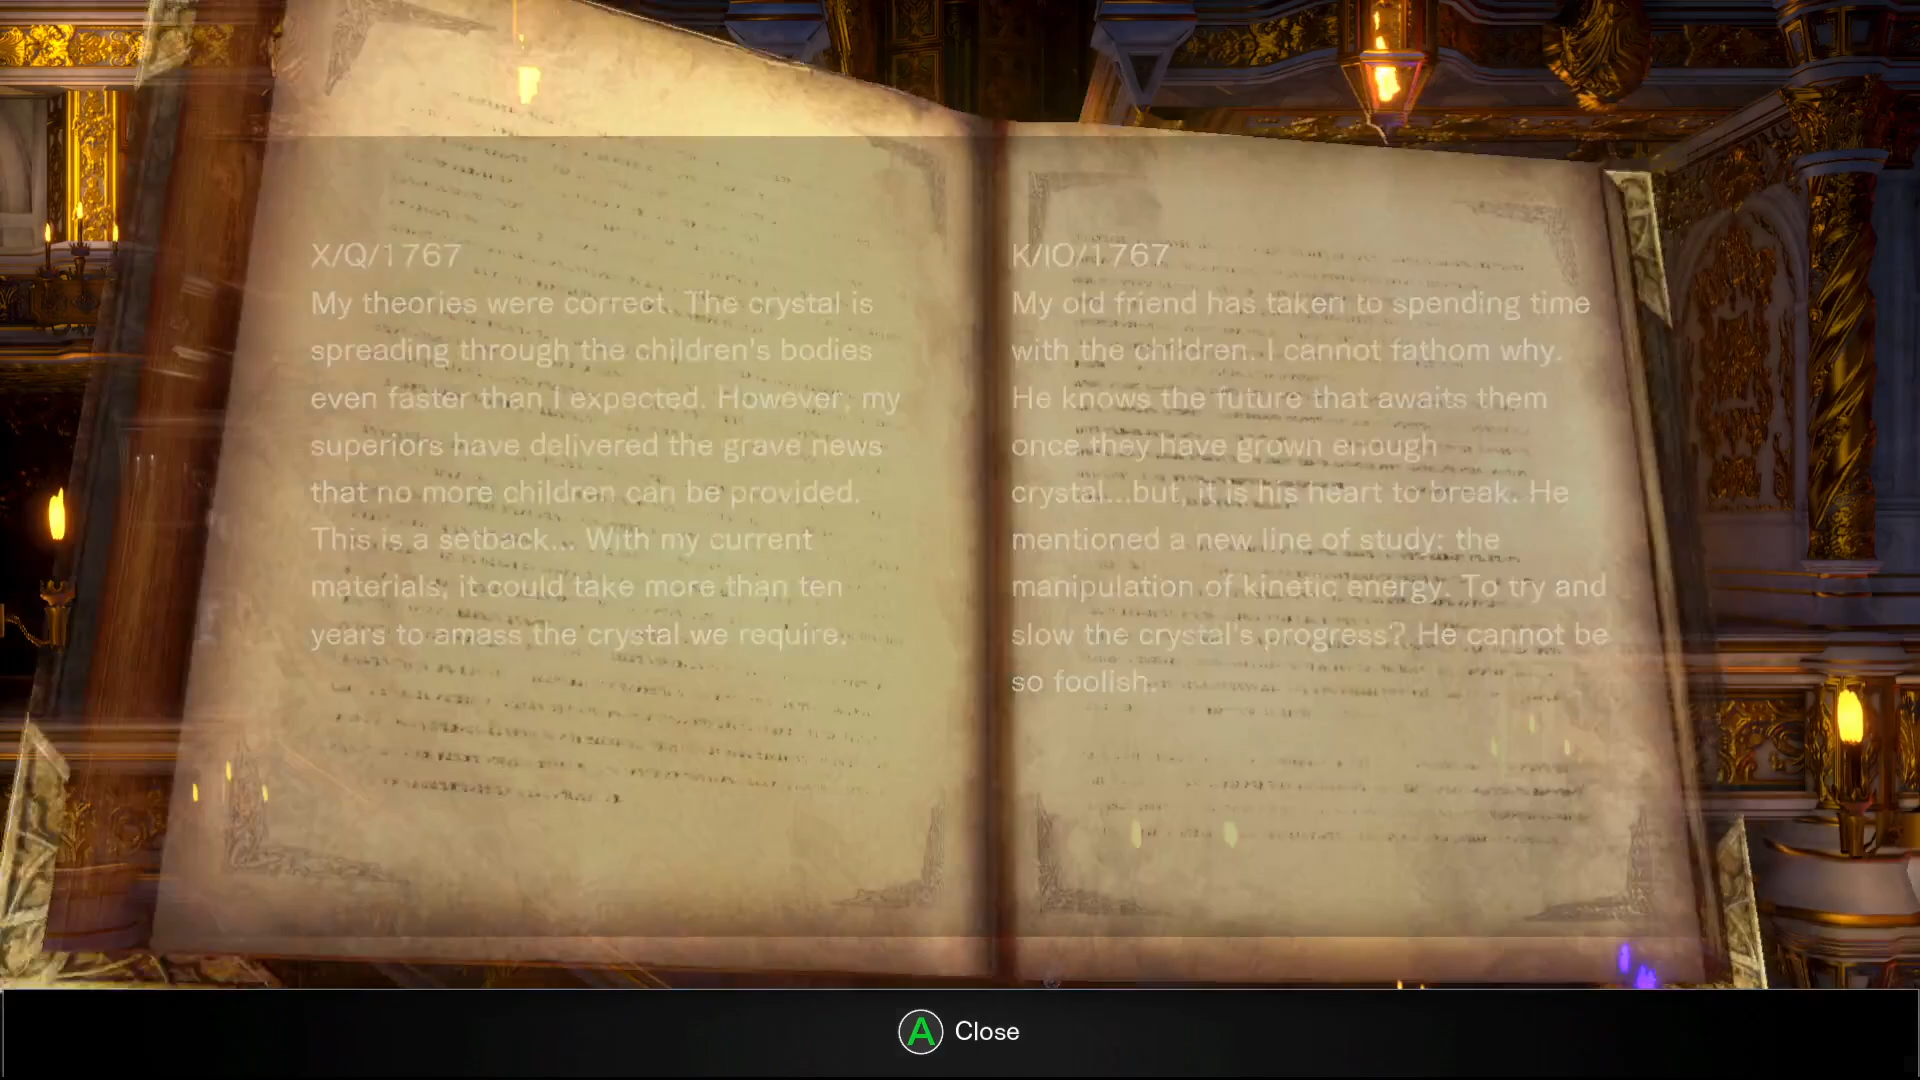 X/Q/1767
My theories were correct. The crystal is
spreading through the children's bodies
even faster than I expected. However, my
superiors have delivered the grave news
that no more children can be provided.
This is a setback... With my current
materials, it could take more than ten
years to amass the crystal we require.
K/IO/1767
My old friend has taken to spending time
with the children. I cannot fathom why.
He knows the future that awaits them
once they have grown enough
crystal...but, it is his heart to break. He
mentioned a new line of study: the
manipulation of kinetic energy. To try and
slow the crystal's progress? He cannot be
so foolish.
A Close